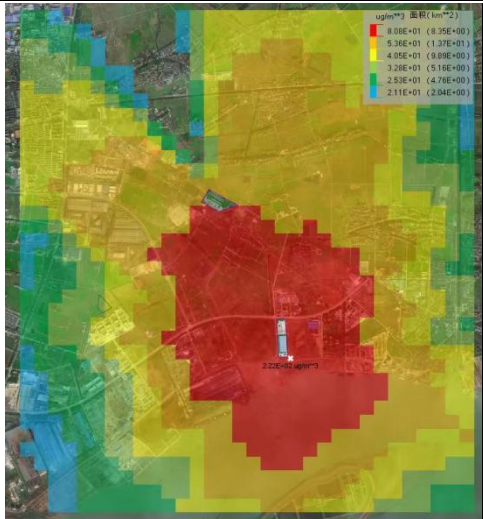 ug/m**3 面积(km**2)
8.08E+01 (8.35E+00)
5.36E+01 (1.37E+01)
4.05E+01 (9.89E+00)
3.28E+01 (5.16E+00)
2.53E+01 (4.76E+00)
2.11E+01 (2.04E+00)
2.22E+02 ug/m**3